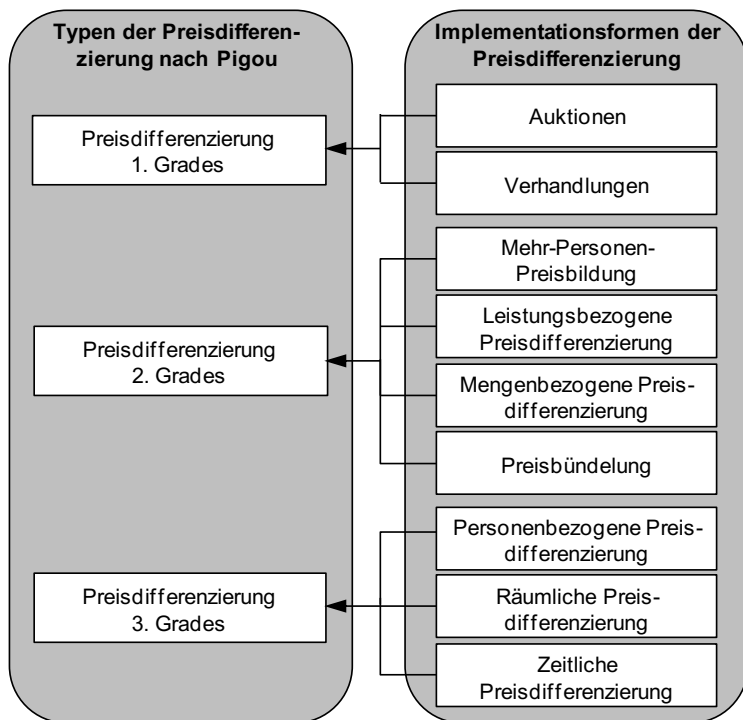 Typen der Preisdifferen-
zierung nach Pigou
Preisdifferenzierung
1. Grades
Preisdifferenzierung
2. Grades
Preisdifferenzierung
3. Grades
Implementationsformen der
Preisdifferenzierung
Auktionen
Verhandlungen
Mehr-Personen-
Preisbildung
Leistungsbezogene
Preisdifferenzierung
Mengenbezogene Preis-
differenzierung
Preisbündelung
Personenbezogene Preis-
differenzierung
Räumliche Preis-
differenzierung
Zeitliche
Preisdifferenzierung